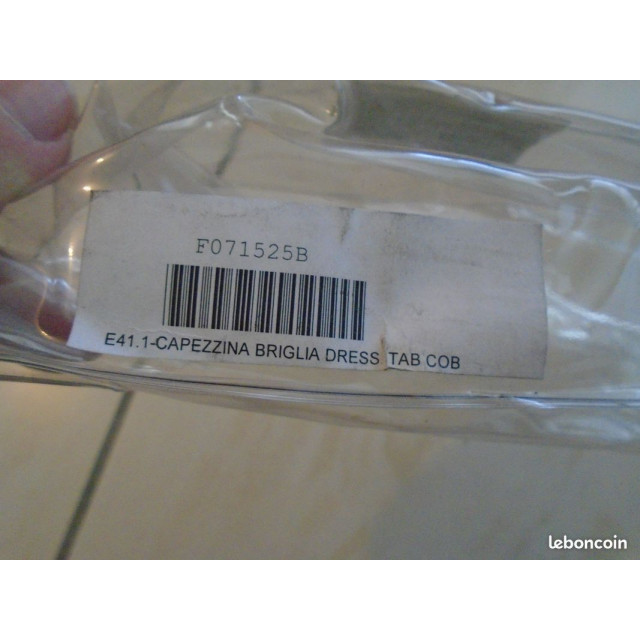 F071525B
E41.1-CAPEZZINA BRIGLIA DRESS TAB COB
leboncoin